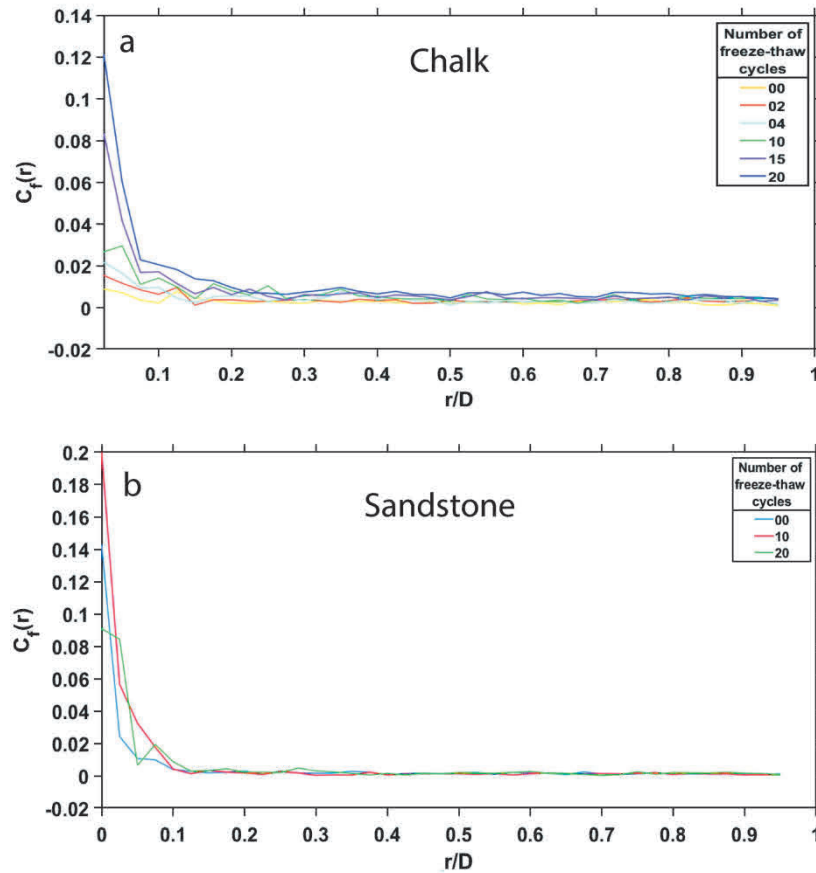 a
Chalk
Number of
freeze-thaw
cycles
00
02
04
10
15
20
0.14
0.12
0.1
0.08
0.06
0.04
0.02
0
-0.02
C_f(r)
0.1 0.2 0.3 0.4 0.5 0.6 0.7 0.8 0.9 1
r/D
b
Sandstone
Number of
freeze-thaw
cycles
00
10
20
0.2
0.18
0.16
0.14
0.12
0.1
0.08
0.06
0.04
0.02
0
-0.02
C_f(r)
0 0.1 0.2 0.3 0.4 0.5 0.6 0.7 0.8 0.9 1
r/D